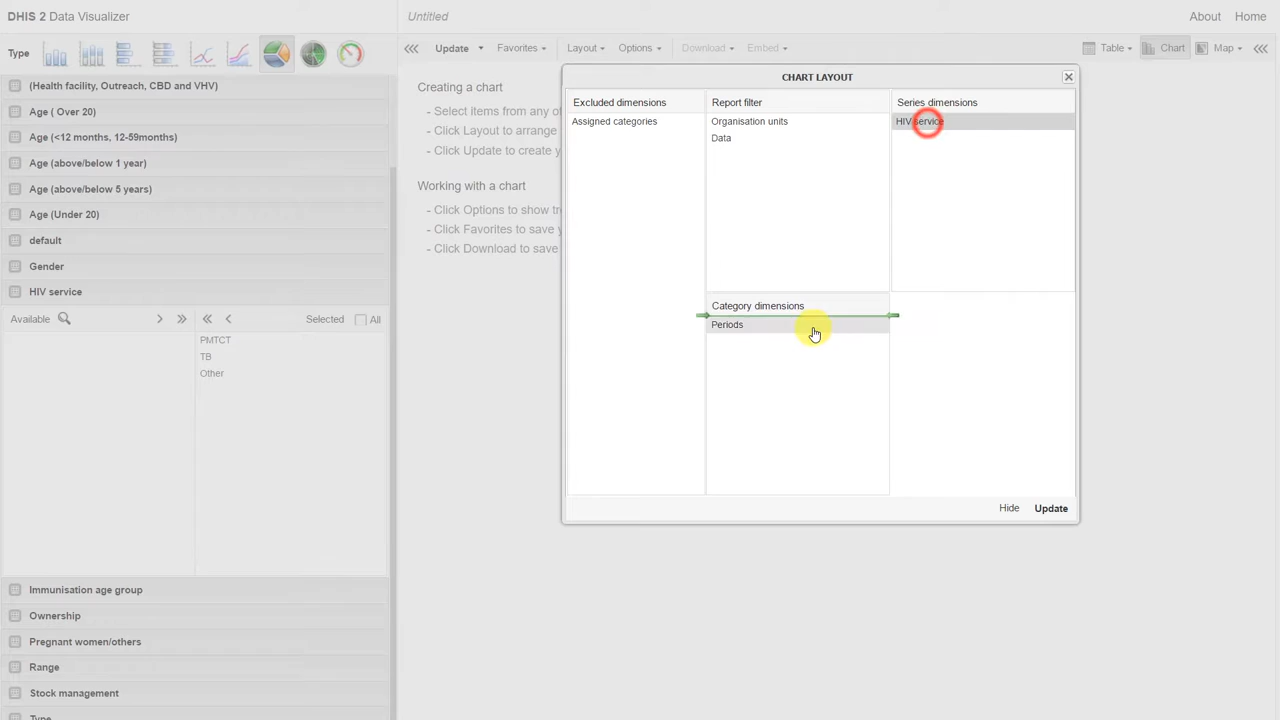 DHIS 2 Data Visualizer
Untitled
About
Home
Type
Update
Favorites
Layout
Options
Download
Embed
Table
Chart
Map
(Health facility, Outreach, CBD and VHV)
Age ( Over 20)
Age (<12 months, 12-59months)
Age (above/below 1 year)
Age (above/below 5 years)
Age (Under 20)
default
Gender
HIV service
Available
Selected
All
PMTCT
TB
Other
Immunisation age group
Ownership
Pregnant women/others
Range
Stock management
Type
Creating a chart
- Select items from any of
- Click Layout to arrange
- Click Update to create y
Working with a chart
- Click Options to show tr
- Click Favorites to save y
- Click Download to save
CHART LAYOUT
Excluded dimensions
Assigned categories
Report filter
Organisation units
Data
Series dimensions
HIV service
Category dimensions
Periods
Hide
Update